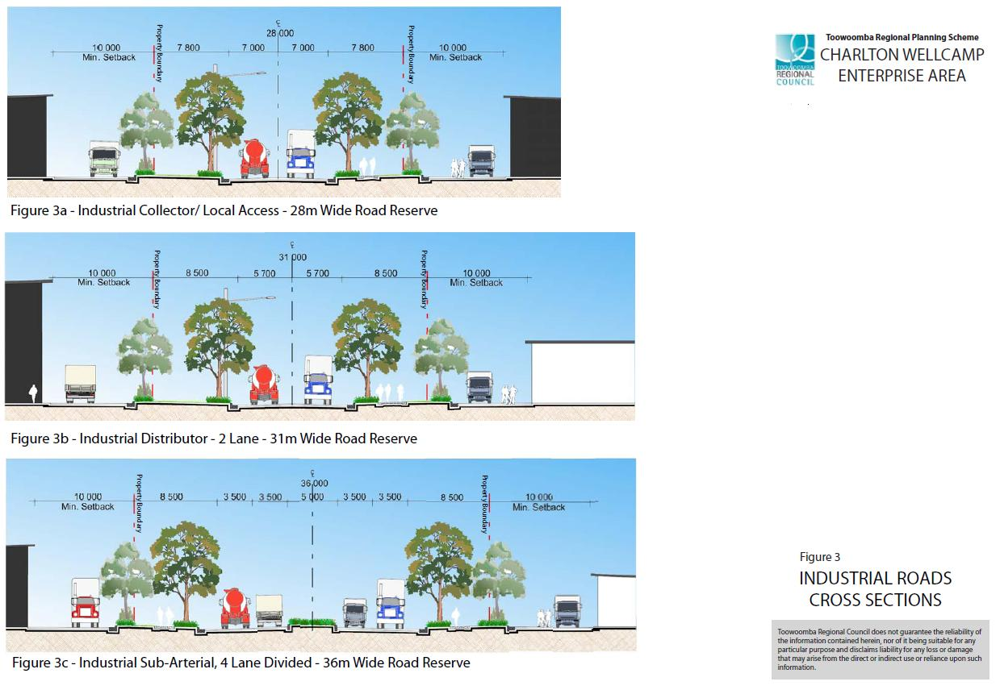 ℄
28 000
10 000
7 800
7 000
7 000
7 800
10 000
Min. Setback
Property Boundary
Property Boundary
Min. Setback
Figure 3a - Industrial Collector/ Local Access - 28m Wide Road Reserve
℄
31 000
10 000
8 500
5 700
5 700
8 500
10 000
Min. Setback
Property Boundary
Property Boundary
Min. Setback
Figure 3b - Industrial Distributor - 2 Lane - 31m Wide Road Reserve
℄
36 000
10 000
8 500
3 500
3 500
5 000
3 500
3 500
8 500
10 000
Min. Setback
Property Boundary
Property Boundary
Min. Setback
Figure 3c - Industrial Sub-Arterial, 4 Lane Divided - 36m Wide Road Reserve
TOOWOOMBA
REGIONAL
COUNCIL
Toowoomba Regional Planning Scheme
CHARLTON WELLCAMP
ENTERPRISE AREA
Figure 3
INDUSTRIAL ROADS
CROSS SECTIONS
Toowoomba Regional Council does not guarantee the reliability of
the information contained herein, nor of it being suitable for any
particular purpose and disclaims liability for any loss or damage
that may arise from the direct or indirect use or reliance upon such
information.